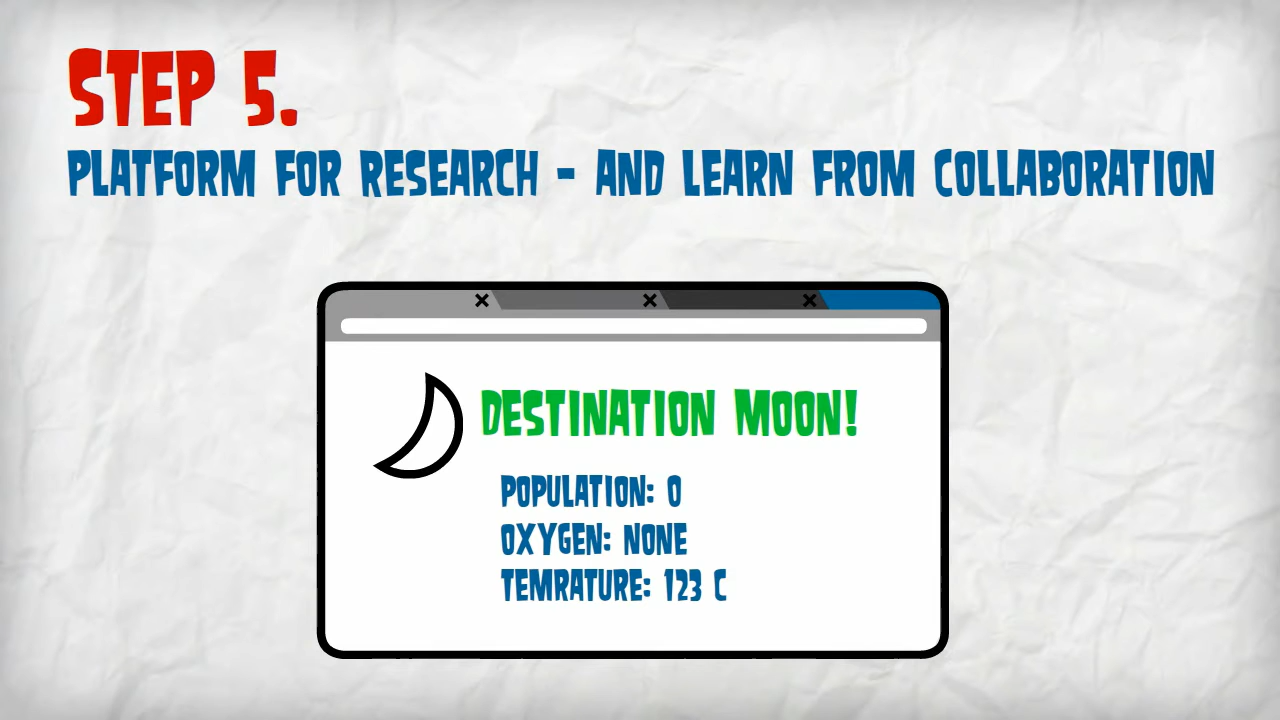 STEP 5.
PLATFORM FOR RESEARCH - AND LEARN FROM COLLABORATION
DESTINATION MOON!
POPULATION: 0
OXYGEN: NONE
TEMRATURE: 123 C